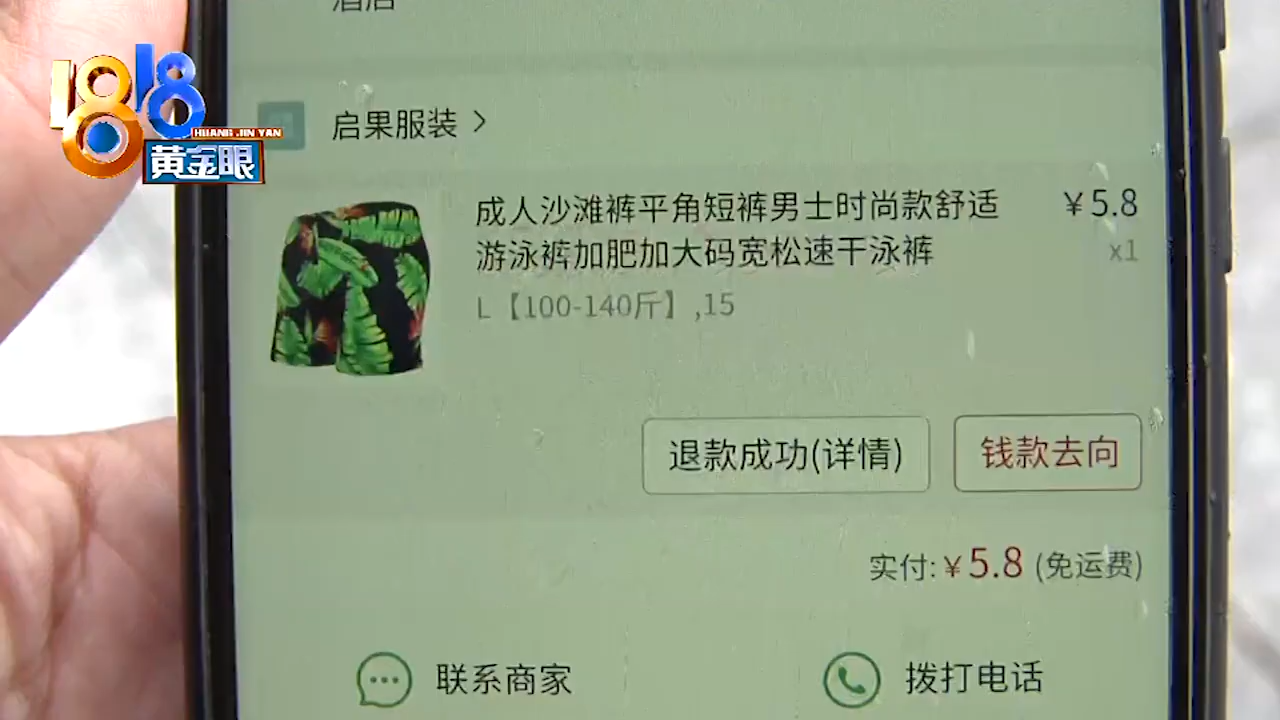 酒店
1818
HUANG JIN YAN
黄金眼
启果服装 >
成人沙滩裤平角短裤男士时尚款舒适
游泳裤加肥加大码宽松速干泳裤
￥5.8
x1
L【100-140斤】,15
退款成功(详情)
钱款去向
实付:￥5.8 (免运费)
联系商家
拨打电话